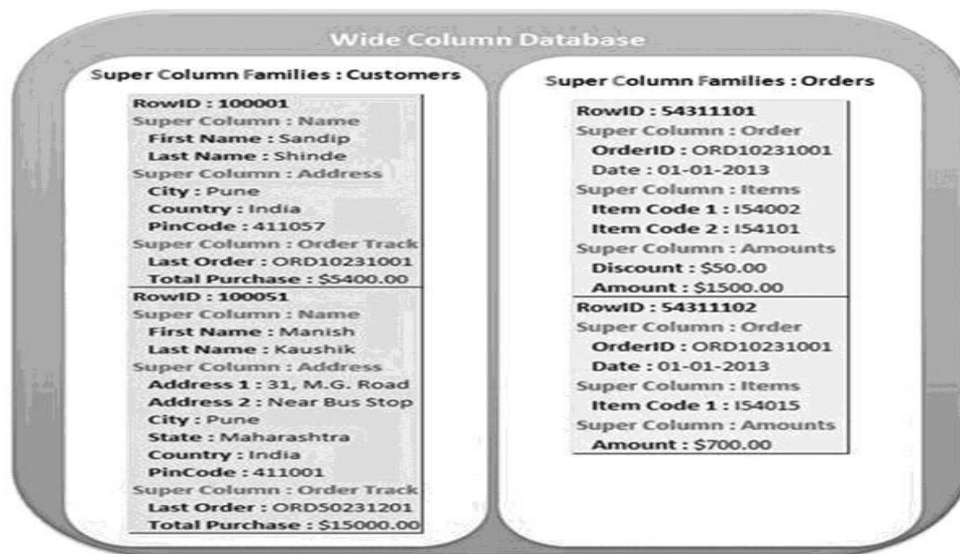 Wide Column Database
Super Column Families : Customers
RowID : 100001
Super Column : Name
First Name : Sandip
Last Name : Shinde
Super Column : Address
City : Pune
Country : India
PinCode : 411057
Super Column : Order Track
Last Order : ORD10231001
Total Purchase : $5400.00
RowID : 100051
Super Column : Name
First Name : Manish
Last Name : Kaushik
Super Column : Address
Address 1 : 31, M.G. Road
Address 2 : Near Bus Stop
City : Pune
State : Maharashtra
Country : India
PinCode : 411001
Super Column : Order Track
Last Order : ORD50231201
Total Purchase : $15000.00
Super Column Families : Orders
RowID : 54311101
Super Column : Order
OrderID : ORD10231001
Date : 01-01-2013
Super Column : Items
Item Code 1 : I54002
Item Code 2 : I54101
Super Column : Amounts
Discount : $50.00
Amount : $1500.00
RowID : 54311102
Super Column : Order
OrderID : ORD10231001
Date : 01-01-2013
Super Column : Items
Item Code 1 : I54015
Super Column : Amounts
Amount : $700.00